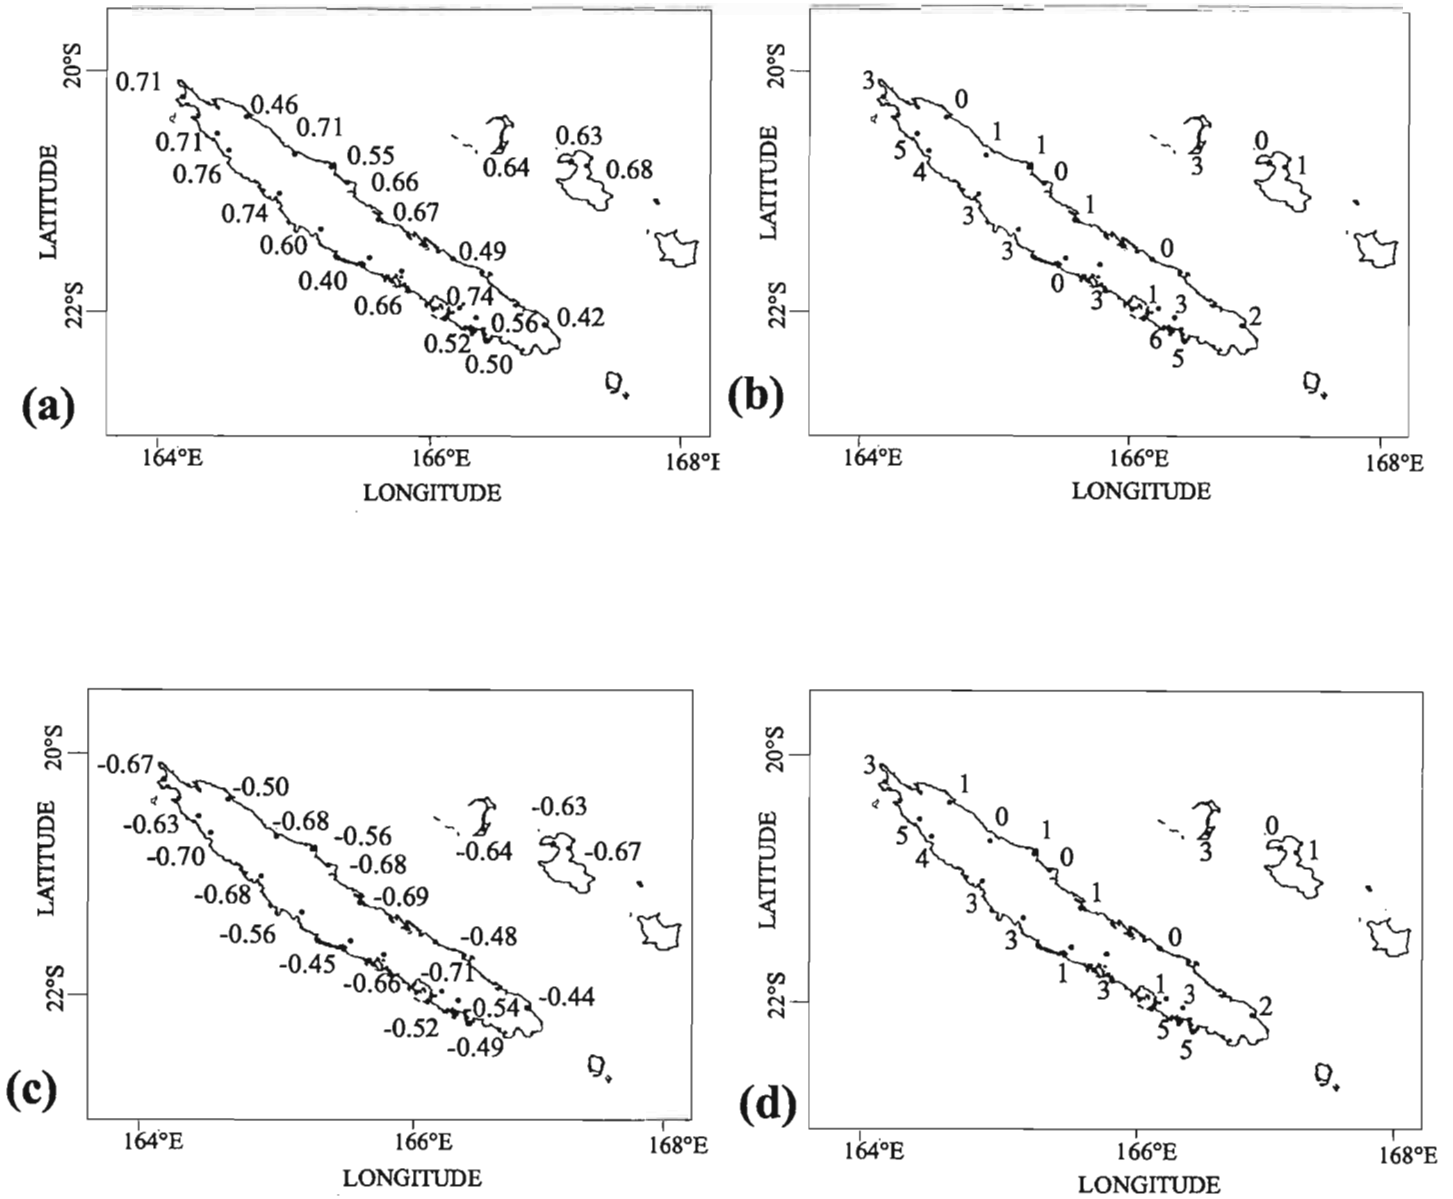 (a)
LATITUDE
20°S
22°S
0.71
0.46
0.71
0.63
0.71
0.55
0.64
0.68
0.76
0.66
0.74
0.67
0.60
0.49
0.40
0.66
0.74
0.56
0.42
0.52
0.50
164°E
166°E
168°E
LONGITUDE
(b)
LATITUDE
20°S
22°S
3
0
1
1
0
5
3
1
4
0
3
1
3
0
0
3
1
3
2
6
5
164°E
166°E
168°E
LONGITUDE
(c)
LATITUDE
20°S
22°S
-0.67
-0.50
-0.63
-0.63
-0.68
-0.56
-0.64
-0.67
-0.70
-0.68
-0.68
-0.69
-0.56
-0.48
-0.45
-0.66
-0.71
0.54
-0.44
-0.52
-0.49
164°E
166°E
168°E
LONGITUDE
(d)
LATITUDE
20°S
22°S
3
1
0
1
0
5
3
1
4
0
3
1
3
0
1
3
1
3
2
5
5
164°E
166°E
168°E
LONGITUDE